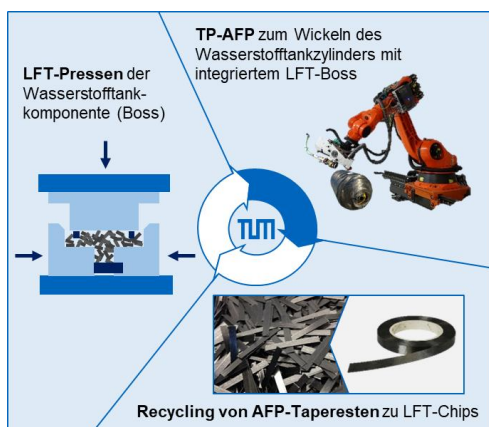 TP-AFP zum Wickeln des
Wasserstofftankzylinders mit
integriertem LFT-Boss
LFT-Pressen der
Wasserstofftank-
komponente (Boss)
TUM
Recycling von AFP-Taperesten zu LFT-Chips